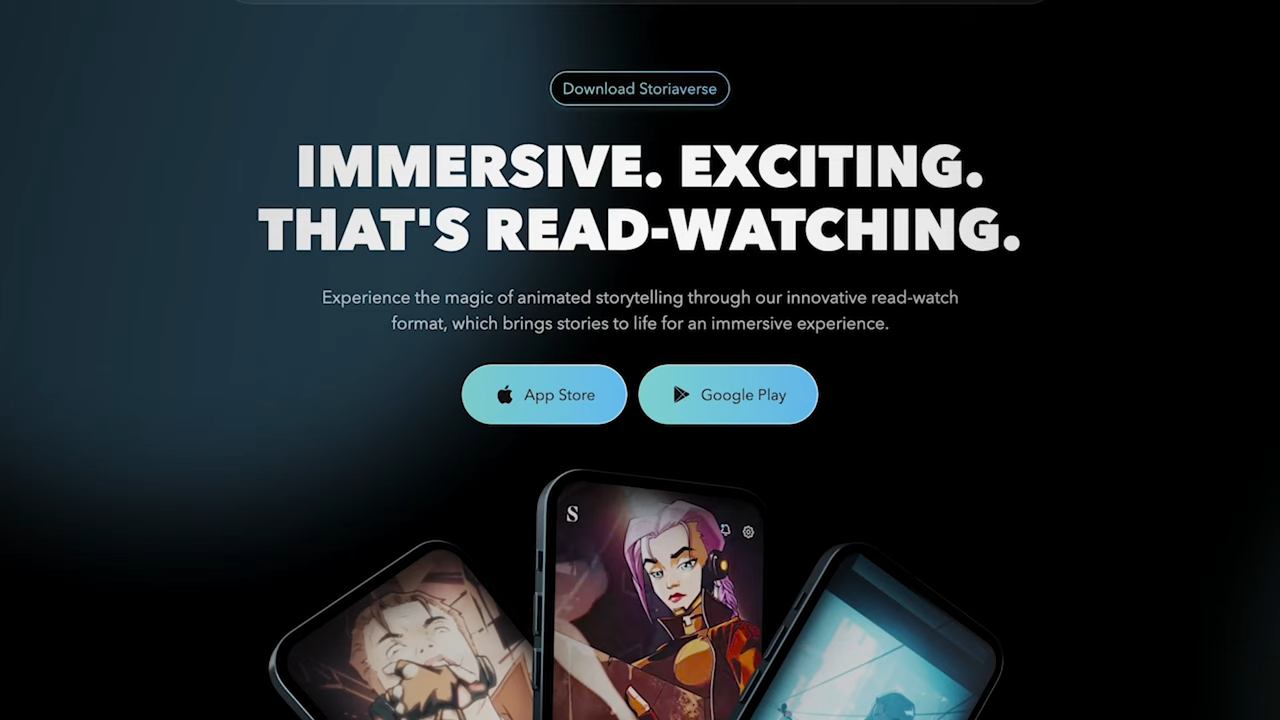 Download Storiaverse
IMMERSIVE. EXCITING.
THAT'S READ-WATCHING.
Experience the magic of animated storytelling through our innovative read-watch
format, which brings stories to life for an immersive experience.
App Store
Google Play
S